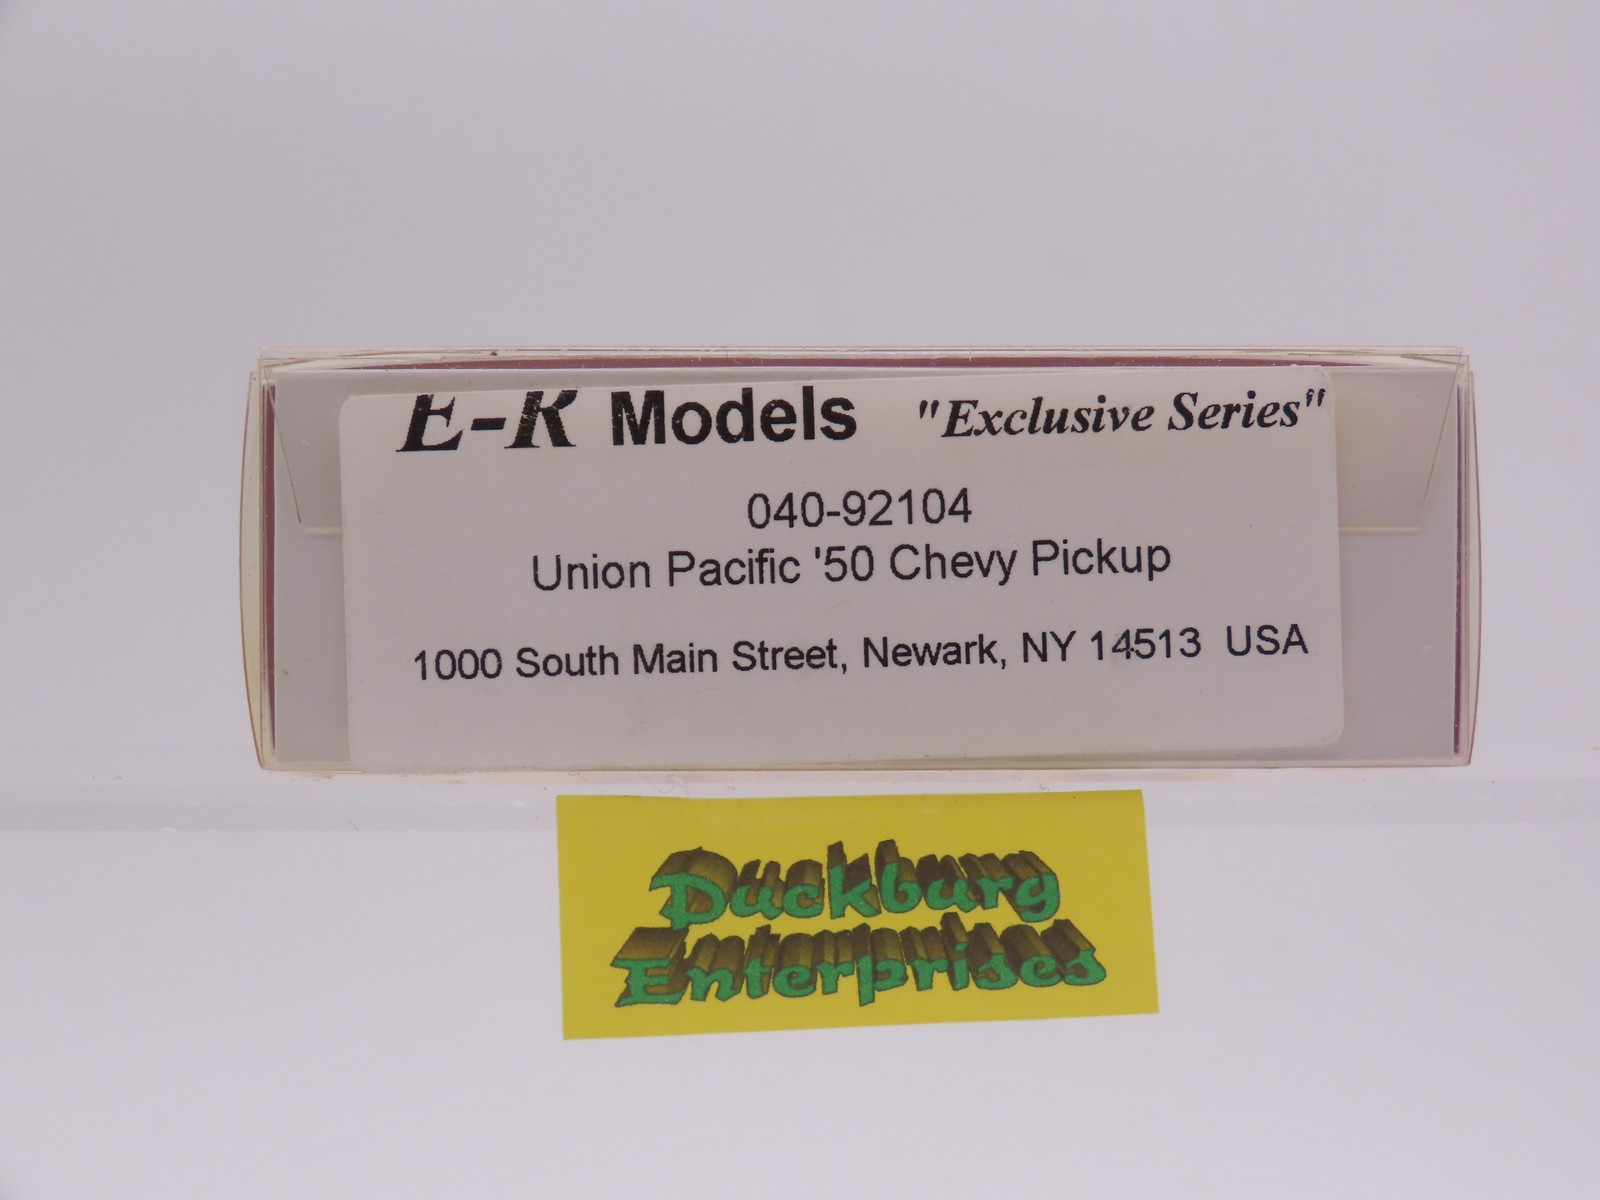 E-R Models "Exclusive Series"
040-92104
Union Pacific '50 Chevy Pickup
1000 South Main Street, Newark, NY 14513 USA
Duckburg
Enterprises